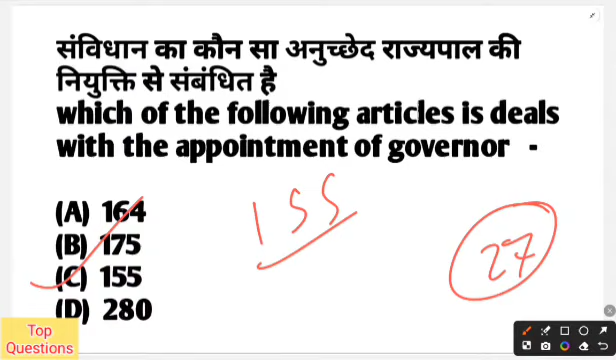 संविधान का कौन सा अनुच्छेद राज्यपाल की
नियुक्ति से संबंधित है
which of the following articles is deals
with the appointment of governor -
(A) 164
(B) 175
(C) 155
(D) 280
155
27
Top
Questions